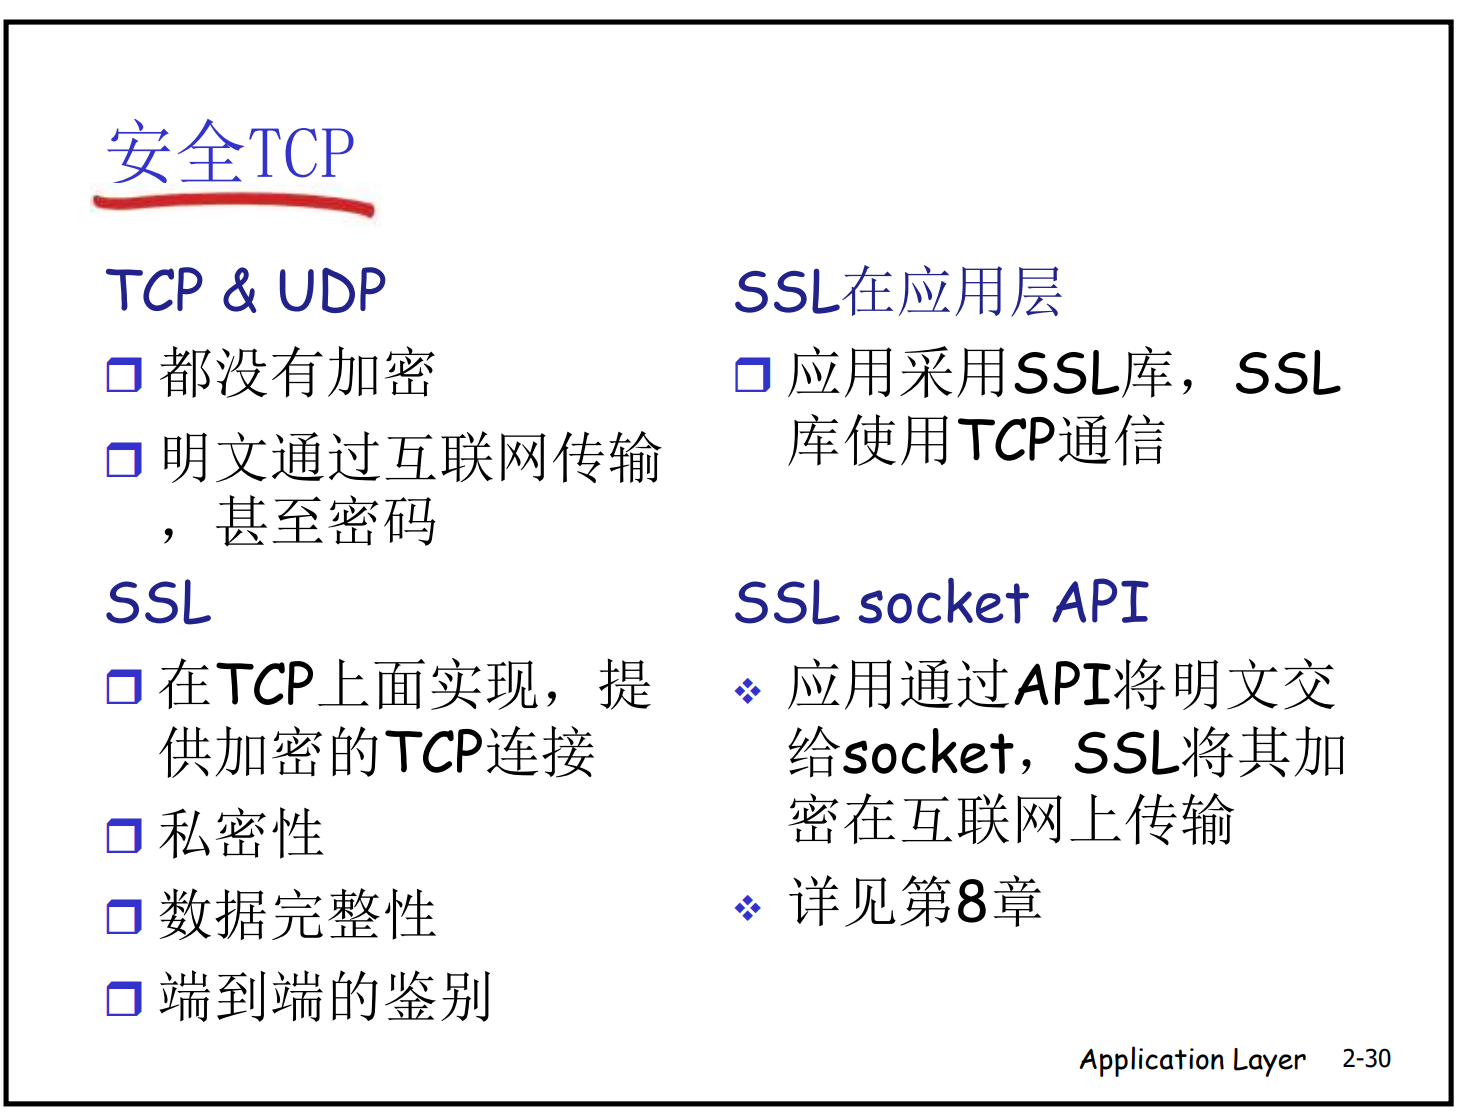 安全TCP
TCP & UDP
都没有加密
明文通过互联网传输
，甚至密码
SSL
在TCP上面实现，提
供加密的TCP连接
私密性
数据完整性
端到端的鉴别
SSL在应用层
应用采用SSL库，SSL
库使用TCP通信
SSL socket API
应用通过API将明文交
给socket，SSL将其加
密在互联网上传输
详见第8章
Application Layer 2-30